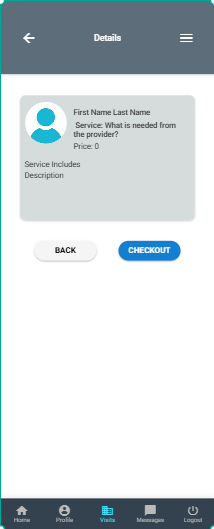 Details
First Name Last Name
Service: What is needed from
the provider?
Price: 0
Service Includes
Description
BACK
CHECKOUT
Home
Profile
Visits
Messages
Logout